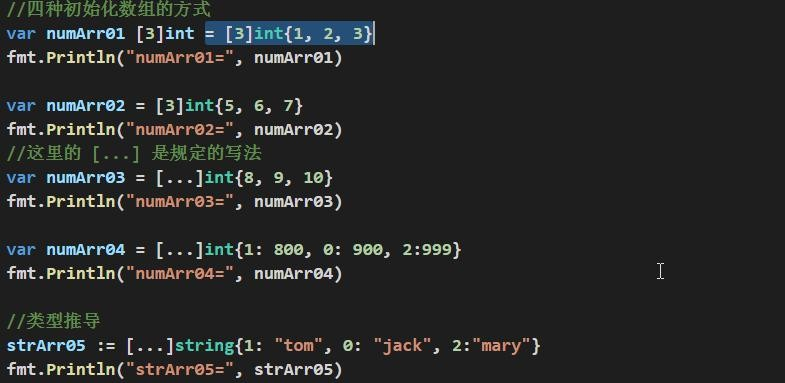 //四种初始化数组的方式
var numArr01 [3]int = [3]int{1, 2, 3}
fmt.Println("numArr01=", numArr01)
var numArr02 = [3]int{5, 6, 7}
fmt.Println("numArr02=", numArr02)
//这里的 [...] 是规定的写法
var numArr03 = [...]int{8, 9, 10}
fmt.Println("numArr03=", numArr03)
var numArr04 = [...]int{1: 800, 0: 900, 2:999}
fmt.Println("numArr04=", numArr04)
//类型推导
strArr05 := [...]string{1: "tom", 0: "jack", 2:"mary"}
fmt.Println("strArr05=", strArr05)